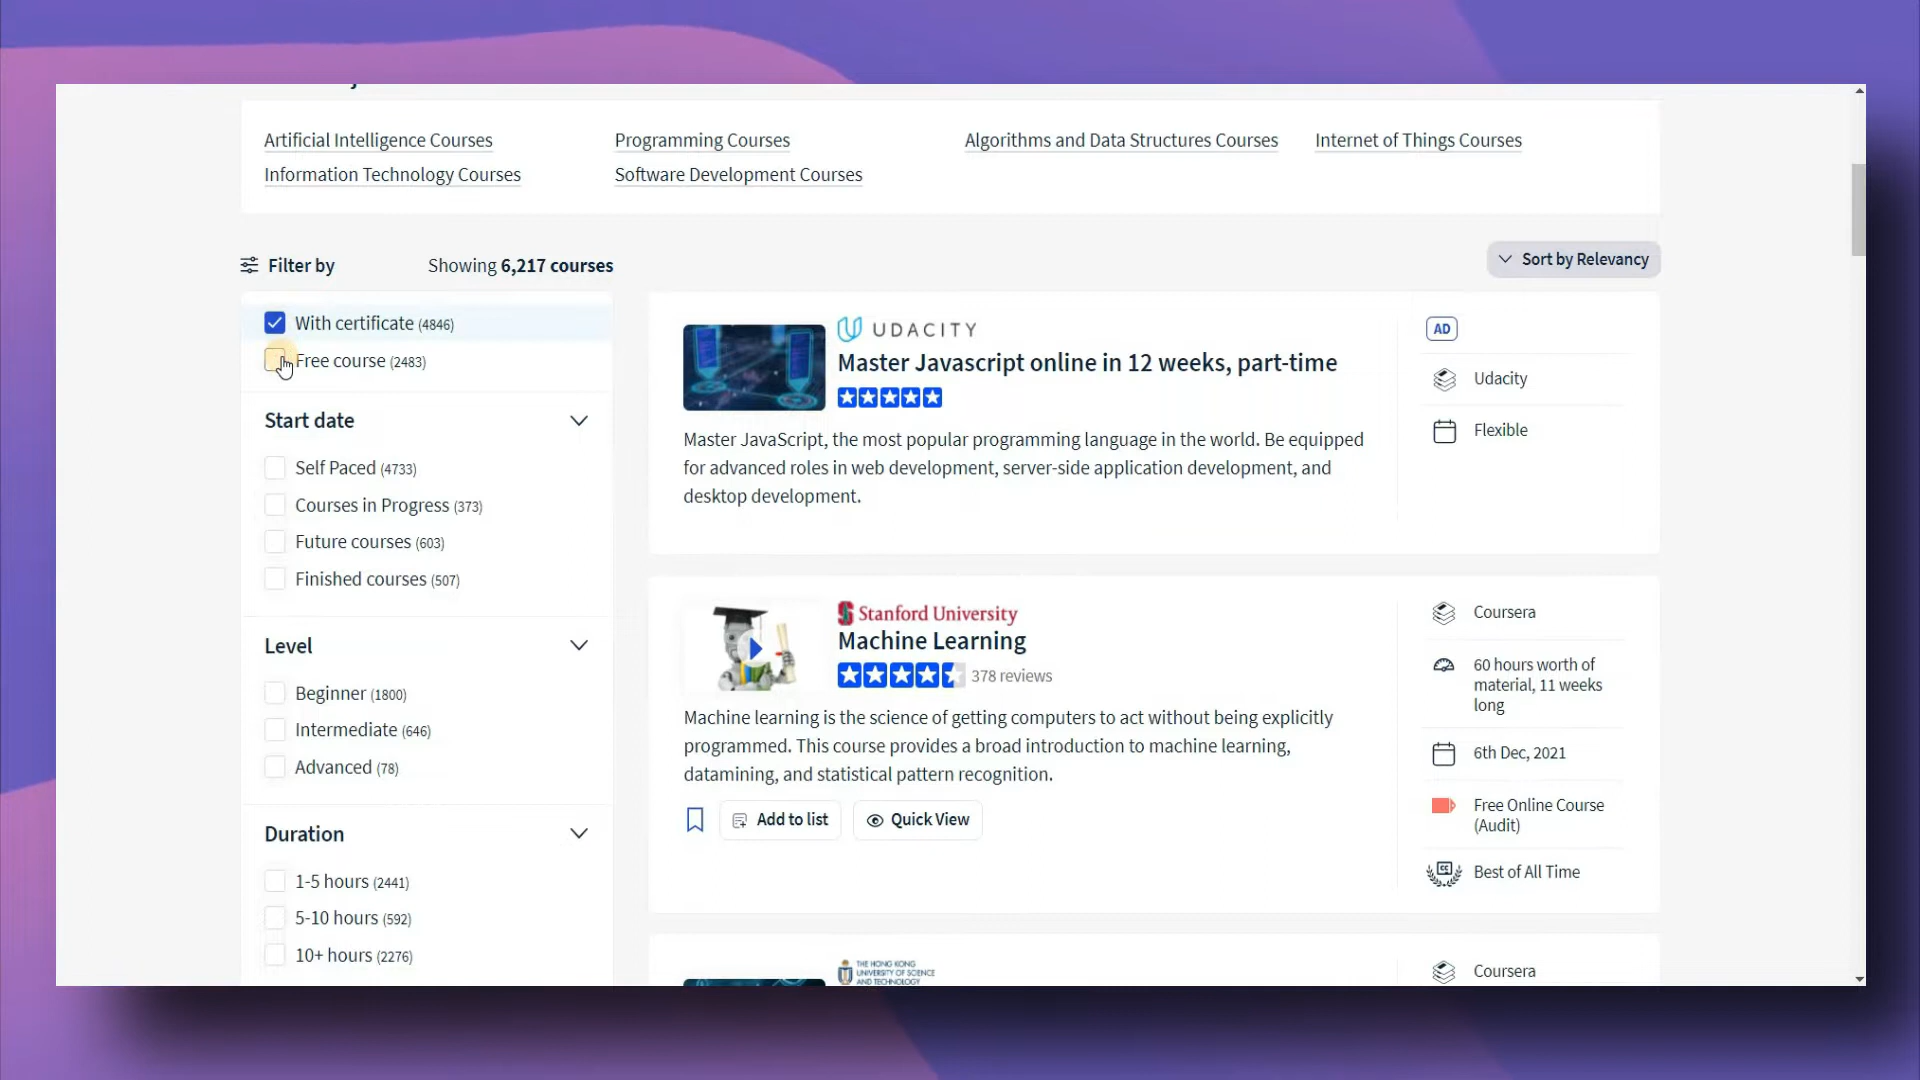 Artificial Intelligence Courses
Programming Courses
Algorithms and Data Structures Courses
Internet of Things Courses
Information Technology Courses
Software Development Courses
Filter by
Showing 6,217 courses
Sort by Relevancy
With certificate (4846)
Free course (2483)
Start date
Self Paced (4733)
Courses in Progress (373)
Future courses (603)
Finished courses (507)
Level
Beginner (1800)
Intermediate (646)
Advanced (78)
Duration
1-5 hours (2441)
5-10 hours (592)
10+ hours (2276)
UDACITY
Master Javascript online in 12 weeks, part-time
Master JavaScript, the most popular programming language in the world. Be equipped
for advanced roles in web development, server-side application development, and
desktop development.
AD
Udacity
Flexible
Stanford University
Machine Learning
378 reviews
Machine learning is the science of getting computers to act without being explicitly
programmed. This course provides a broad introduction to machine learning,
datamining, and statistical pattern recognition.
Add to list
Quick View
Coursera
60 hours worth of
material, 11 weeks
long
6th Dec, 2021
Free Online Course
(Audit)
Best of All Time
THE HONG KONG
UNIVERSITY OF SCIENCE
AND TECHNOLOGY
Coursera